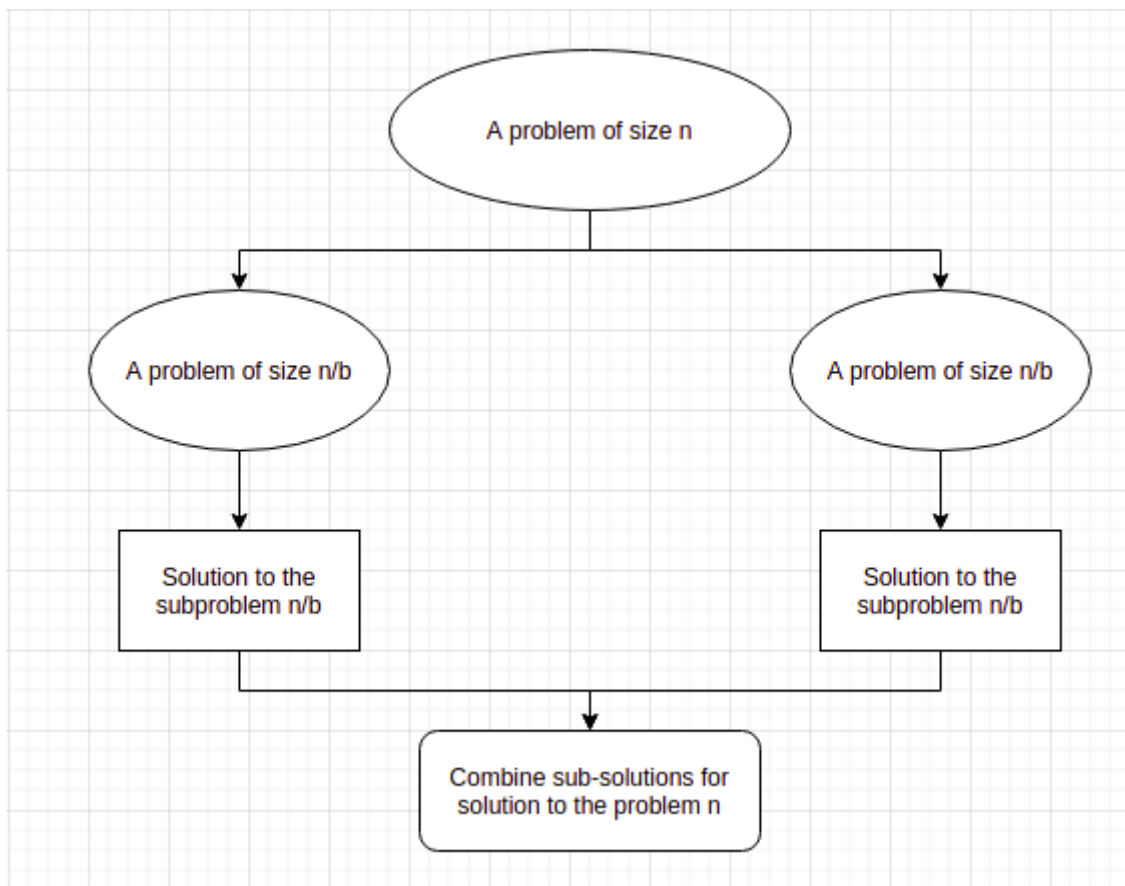 A problem of size n
A problem of size n/b
A problem of size n/b
Solution to the
subproblem n/b
Solution to the
subproblem n/b
Combine sub-solutions for
solution to the problem n